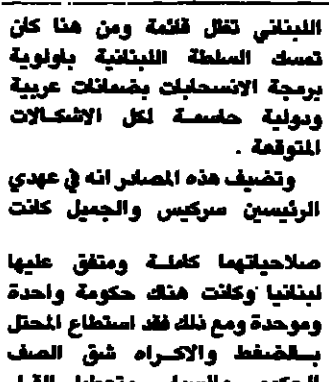 اللبناني تظل قائمة ومن هنا كان
تمسك السلطة اللبنانية باولوية
برمجة الانسحابات بضمانات عربية
ودولية حاسمة لكل الاشكالات
المتوقعة .
وتضيف هذه المصادر انه في عهدي
الرئيسين سركيس والجميل كانت
صلاحياتهما كاملة ومتفق عليها
لبنانيا وكانت هناك حكومة واحدة
وموحدة ومع ذلك فقد استطاع المحتل
بالضغط والاكراه شق الصف